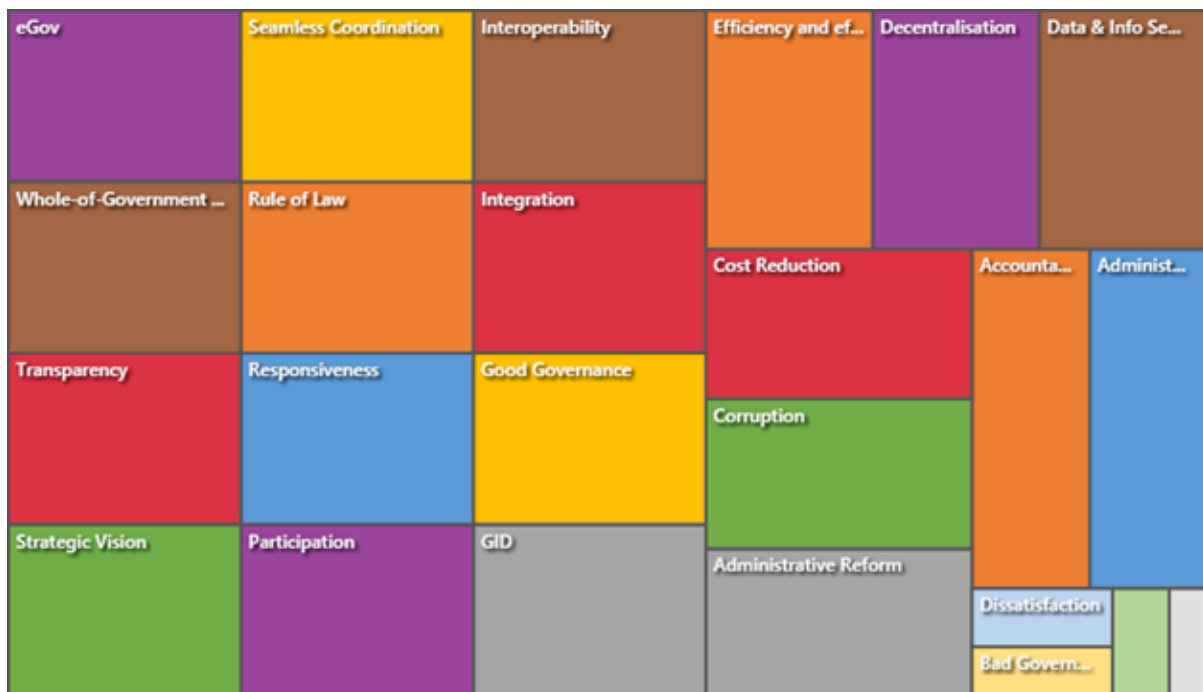 eGov
Seamless Coordination
Interoperability
Efficiency and ef...
Decentralisation
Data & Info Se...
Whole-of-Government ...
Rule of Law
Integration
Cost Reduction
Accounta...
Administ...
Transparency
Responsiveness
Good Governance
Corruption
Strategic Vision
Participation
GID
Administrative Reform
Dissatisfaction
Bad Govern...